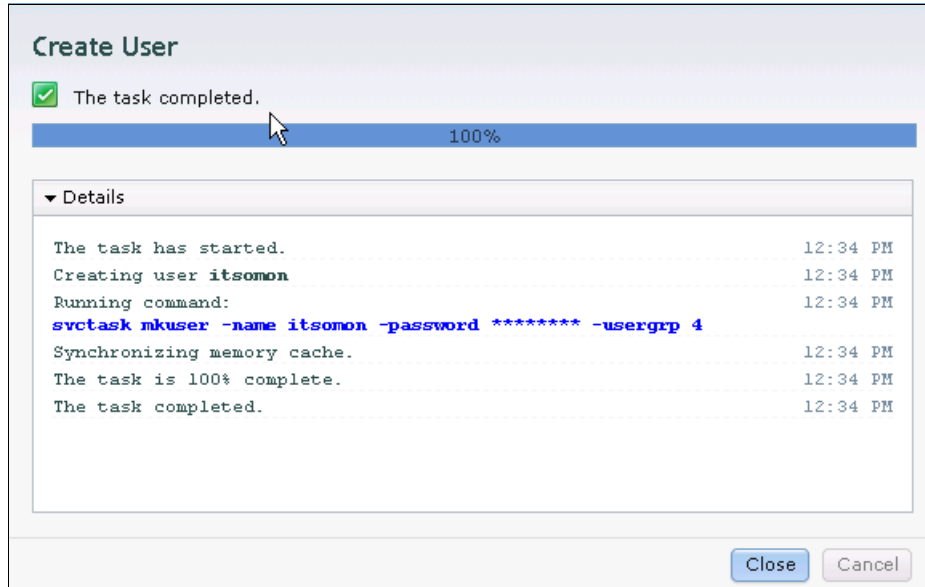 Create User
The task completed.
100%
Details
The task has started. 12:34 PM
Creating user itsomon 12:34 PM
Running command: 12:34 PM
svctask mkuser -name itsomon -password ******** -usergrp 4
Synchronizing memory cache. 12:34 PM
The task is 100% complete. 12:34 PM
The task completed. 12:34 PM
Close Cancel